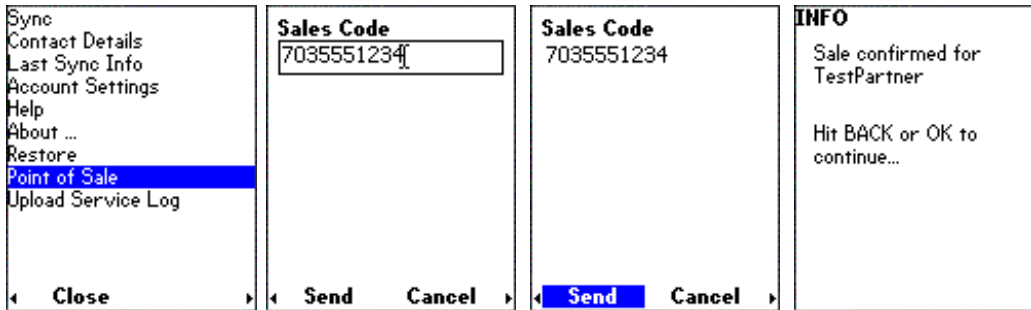 Sync
Contact Details
Last Sync Info
Account Settings
Help
About ...
Restore
Point of Sale
Upload Service Log
Close
Sales Code
7035551234
Send Cancel
Sales Code
7035551234
Send Cancel
INFO
Sale confirmed for
TestPartner
Hit BACK or OK to
continue...